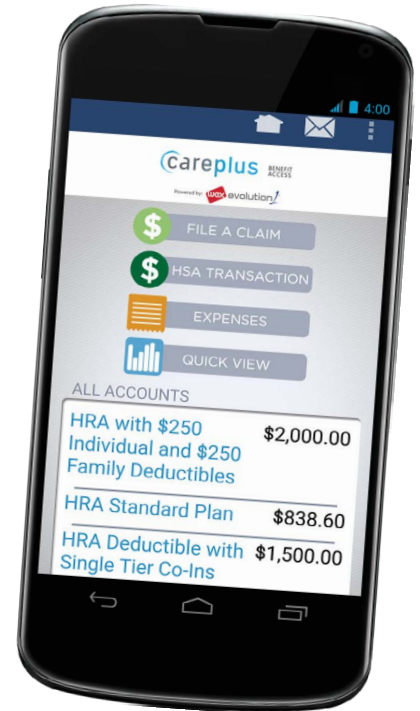 4:00
careplus BENEFIT
ACCESS
Powered by: wex evolution1
FILE A CLAIM
HSA TRANSACTION
EXPENSES
QUICK VIEW
ALL ACCOUNTS
HRA with $250 $2,000.00
Individual and $250
Family Deductibles
HRA Standard Plan $838.60
HRA Deductible with $1,500.00
Single Tier Co-Ins